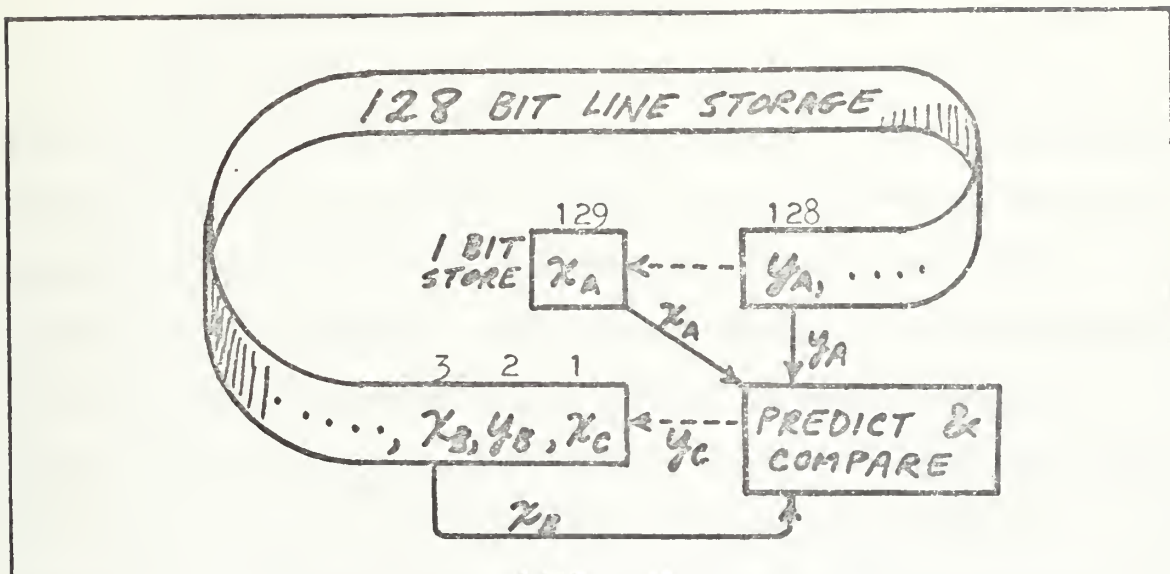 128 BIT LINE STORAGE
129 128
1 BIT
STORE
x_A
y_A, ....
x_A
y_A
3 2 1
....., x_B, y_B, x_C
y_C
PREDICT &
COMPARE
x_B